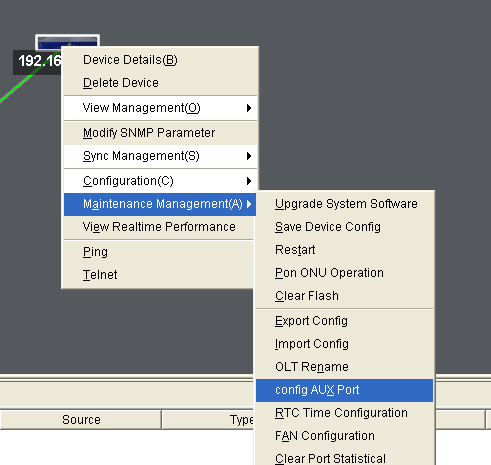 192.16
Device Details(B)
Delete Device
View Management(O)
Modify SNMP Parameter
Sync Management(S)
Configuration(C)
Maintenance Management(A)
View Realtime Performance
Ping
Telnet
Upgrade System Software
Save Device Config
Restart
Pon ONU Operation
Clear Flash
Export Config
Import Config
OLT Rename
config AUX Port
RTC Time Configuration
FAN Configuration
Clear Port Statistical
Source
Type